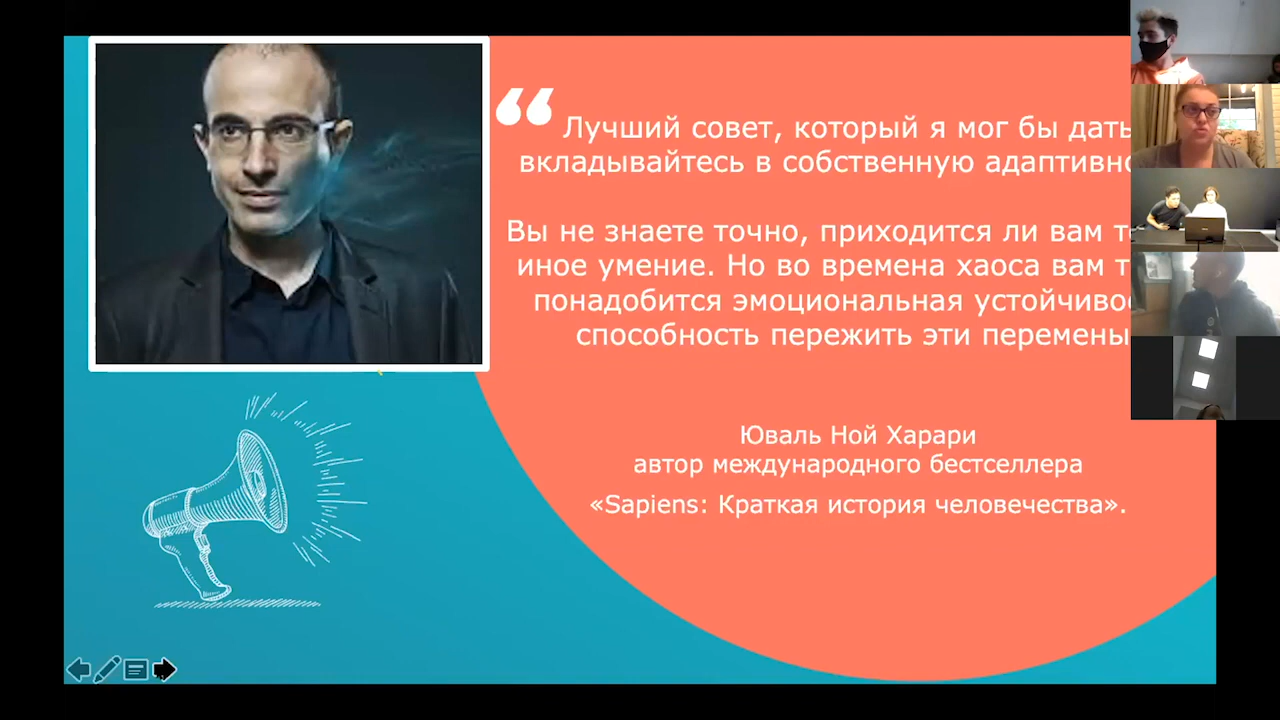 “
Лучший совет, который я мог бы дать
вкладывайтесь в собственную
Вы не знаете точно, приходится ли вам
иное умение. Но во времена хаоса вам
понадобится эмоциональная
способность пережить эти перемены
Юваль Ной Харари
автор международного бестселлера
«Sapiens: Краткая история человечества».